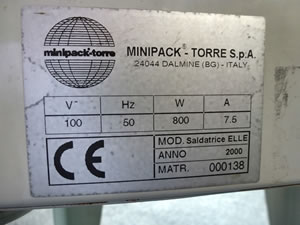 minipack-torre
MINIPACK - TORRE S.p.A.
24044 DALMINE (BG) - ITALY
V~ Hz W A
100 50 800 7.5
CE
MOD. Saldatrice ELLE
ANNO 2000
MATR. 000138